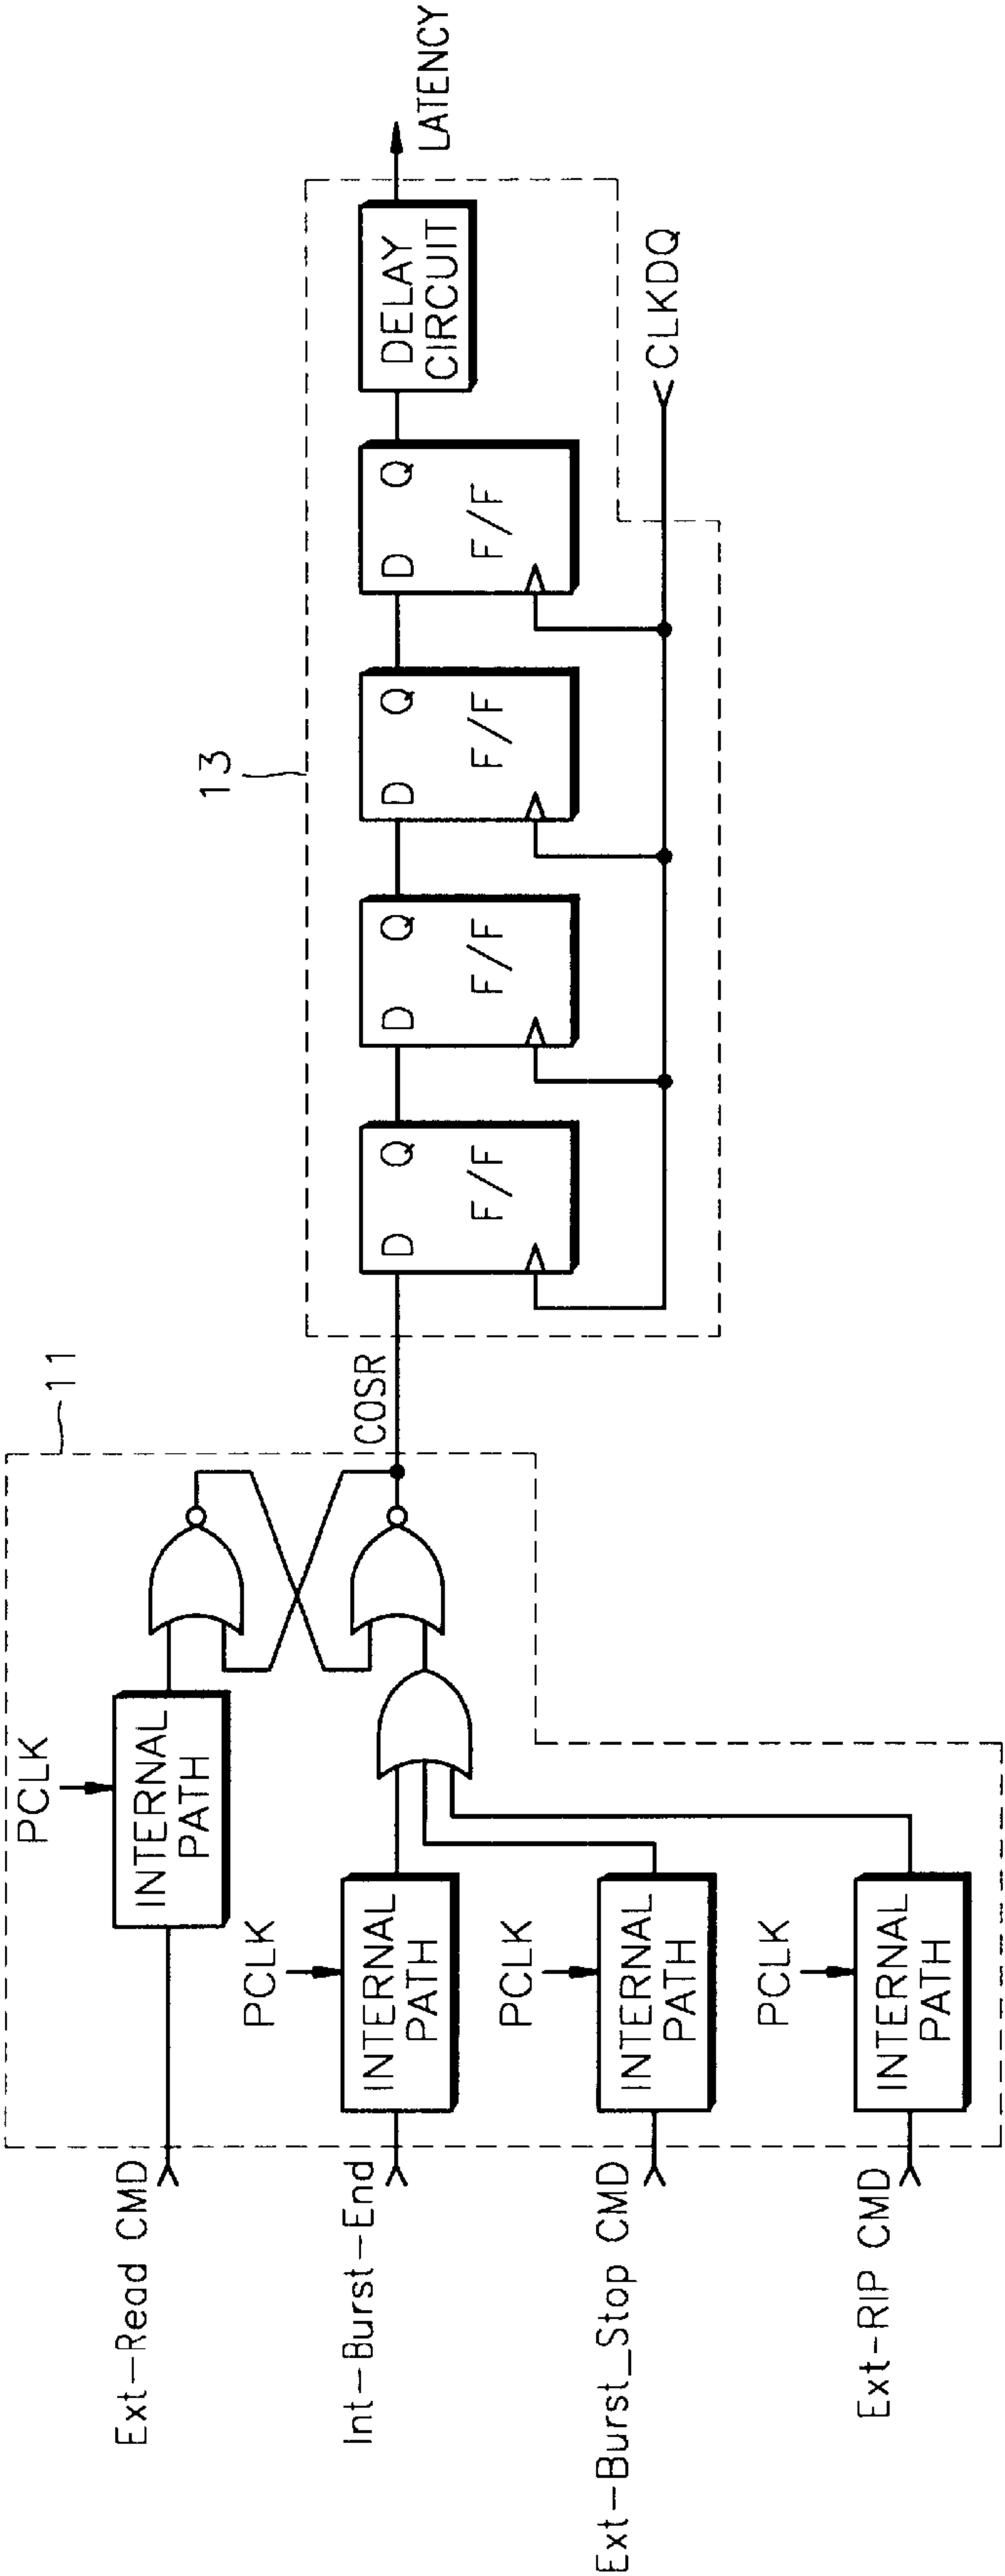 11
PCLK
Ext-Read CMD
INTERNAL
PATH
PCLK
Int-Burst-End
INTERNAL
PATH
PCLK
Ext-Burst_Stop CMD
INTERNAL
PATH
PCLK
Ext-RIP CMD
INTERNAL
PATH
COSR
13
D Q
F/F
D Q
F/F
D Q
F/F
D Q
F/F
DELAY
CIRCUIT
LATENCY
CLKDQ